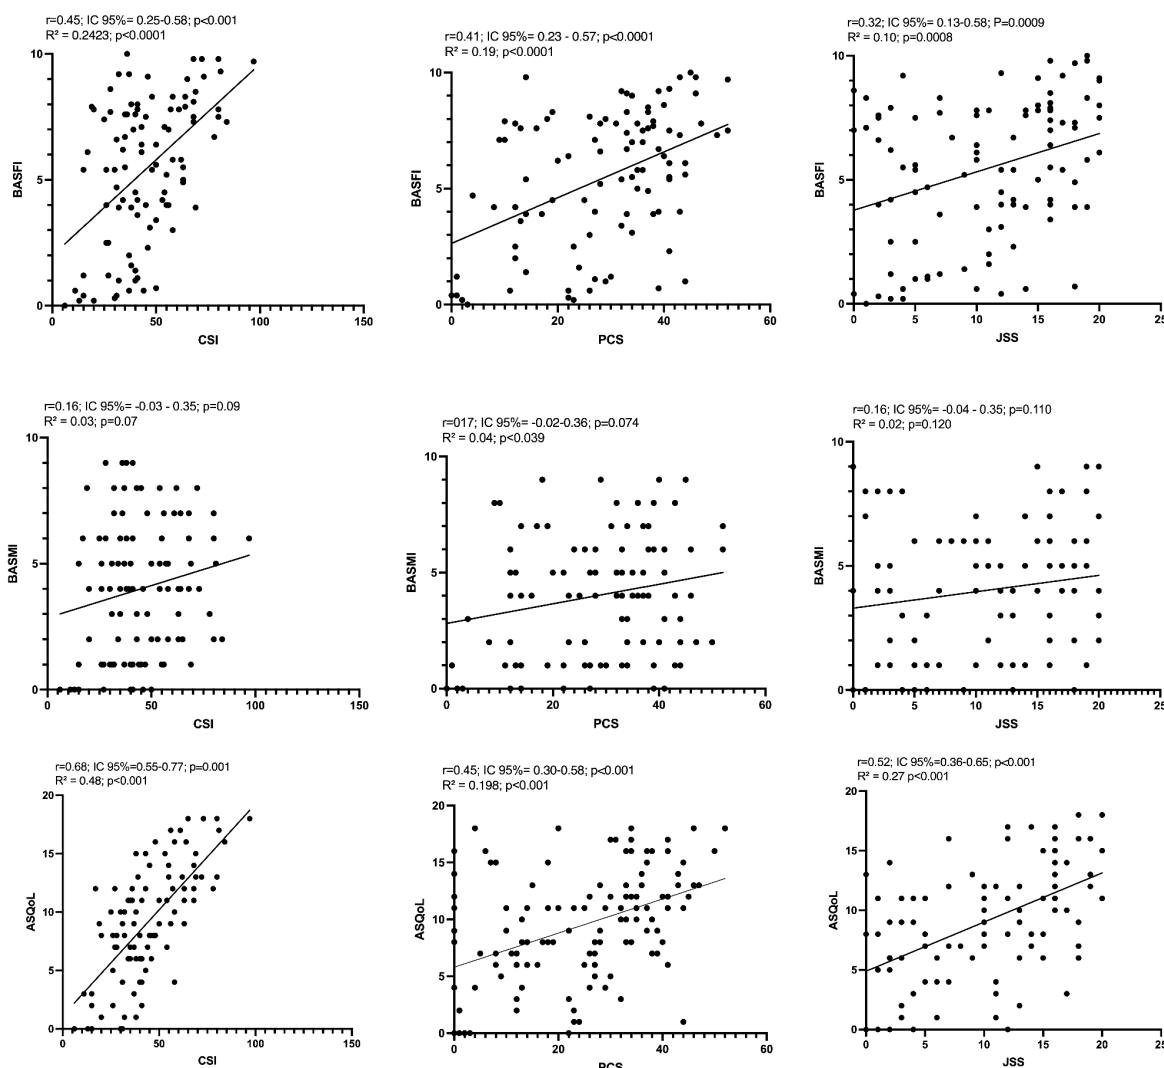 r=0.45; IC 95%= 0.25-0.58; p<0.001
R² = 0.2423; p<0.0001
10
5
0
BASFI
0 50 100 150
CSI
r=0.41; IC 95% = 0.23 - 0.57; p<0.0001
R² = 0.19; p<0.0001
10
5
0
BASFI
0 20 40 60
PCS
r=0.32; IC 95% = 0.13-0.58; P=0.0009
R² = 0.10; p=0.0008
10
5
0
BASFI
0 5 10 15 20 25
JSS
r=0.16; IC 95%= -0.03 - 0.35; p=0.09
R² = 0.03; p=0.07
10
5
0
BASMI
0 50 100 150
CSI
r=017; IC 95%= -0.02-0.36; p=0.074
R² = 0.04; p<0.039
10
5
0
BASMI
0 20 40 60
PCS
r=0.16; IC 95%= -0.04 - 0.35; p=0.110
R² = 0.02; p=0.120
10
5
0
BASMI
0 5 10 15 20 25
JSS
r=0.68; IC 95%=0.55-0.77; p=0.001
R² = 0.48; p<0.001
20
15
10
5
0
ASQoL
0 50 100 150
CSI
r=0.45; IC 95%= 0.30-0.58; p<0.001
R² = 0.198; p<0.001
20
15
10
5
0
ASQoL
0 20 40 60
PCS
r=0.52; IC 95%=0.36-0.65; p<0.001
R² = 0.27 p<0.001
20
15
10
5
0
ASQoL
0 5 10 15 20 25
JSS